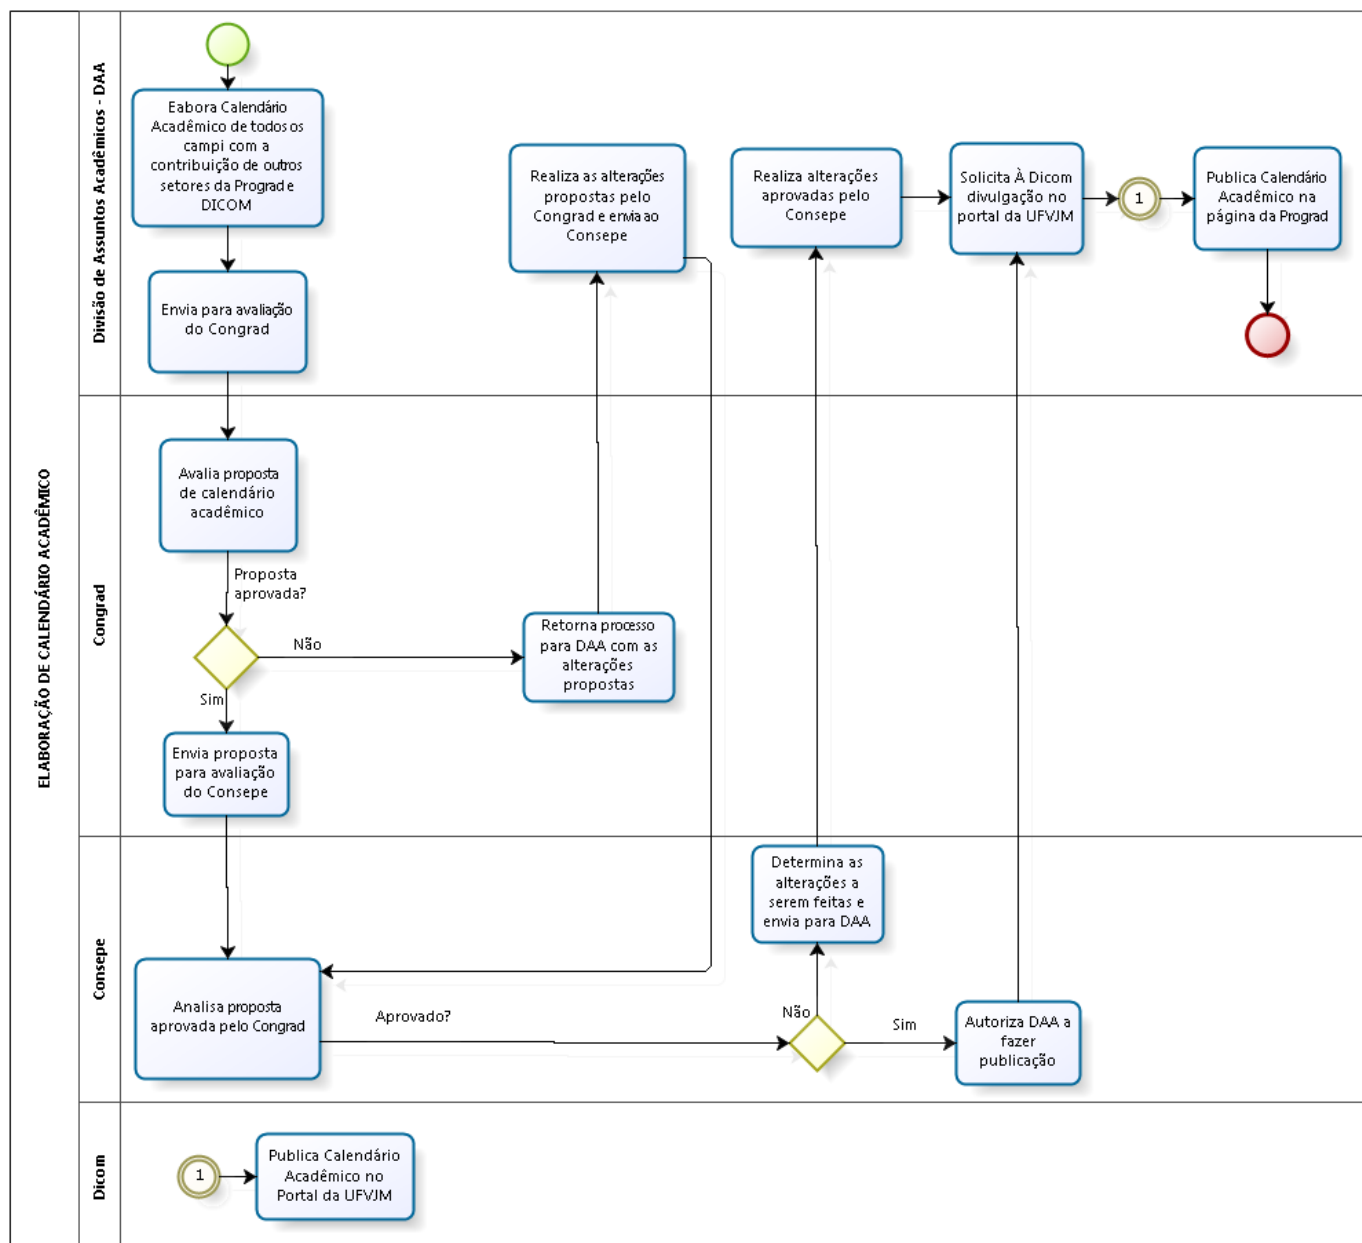 ELABORAÇÃO DE CALENDÁRIO ACADÊMICO
Divisão de Assuntos Acadêmicos - DAA
Eabora Calendário
Acadêmico de todos os
campi com a
contribuição de outros
setores da Prograd e
DICOM
Envia para avaliação
do Congrad
Realiza as alterações
propostas pelo
Congrad e envia ao
Consepe
Realiza alterações
aprovadas pelo
Consepe
Solicita À Dicom
divulgação no
portal da UFVJM
1
Publica Calendário
Acadêmico na
página da Prograd
Congrad
Avalia proposta
de calendário
acadêmico
Proposta
aprovada?
Não
Sim
Retorna processo
para DAA com as
alterações
propostas
Envia proposta
para avaliação
do Consepe
Consepe
Analisa proposta
aprovada pelo Congrad
Aprovado?
Determina as
alterações a
serem feitas e
envia para DAA
Não
Sim
Autoriza DAA a
fazer
publicação
Dicom
1
Publica Calendário
Acadêmico no
Portal da UFVJM